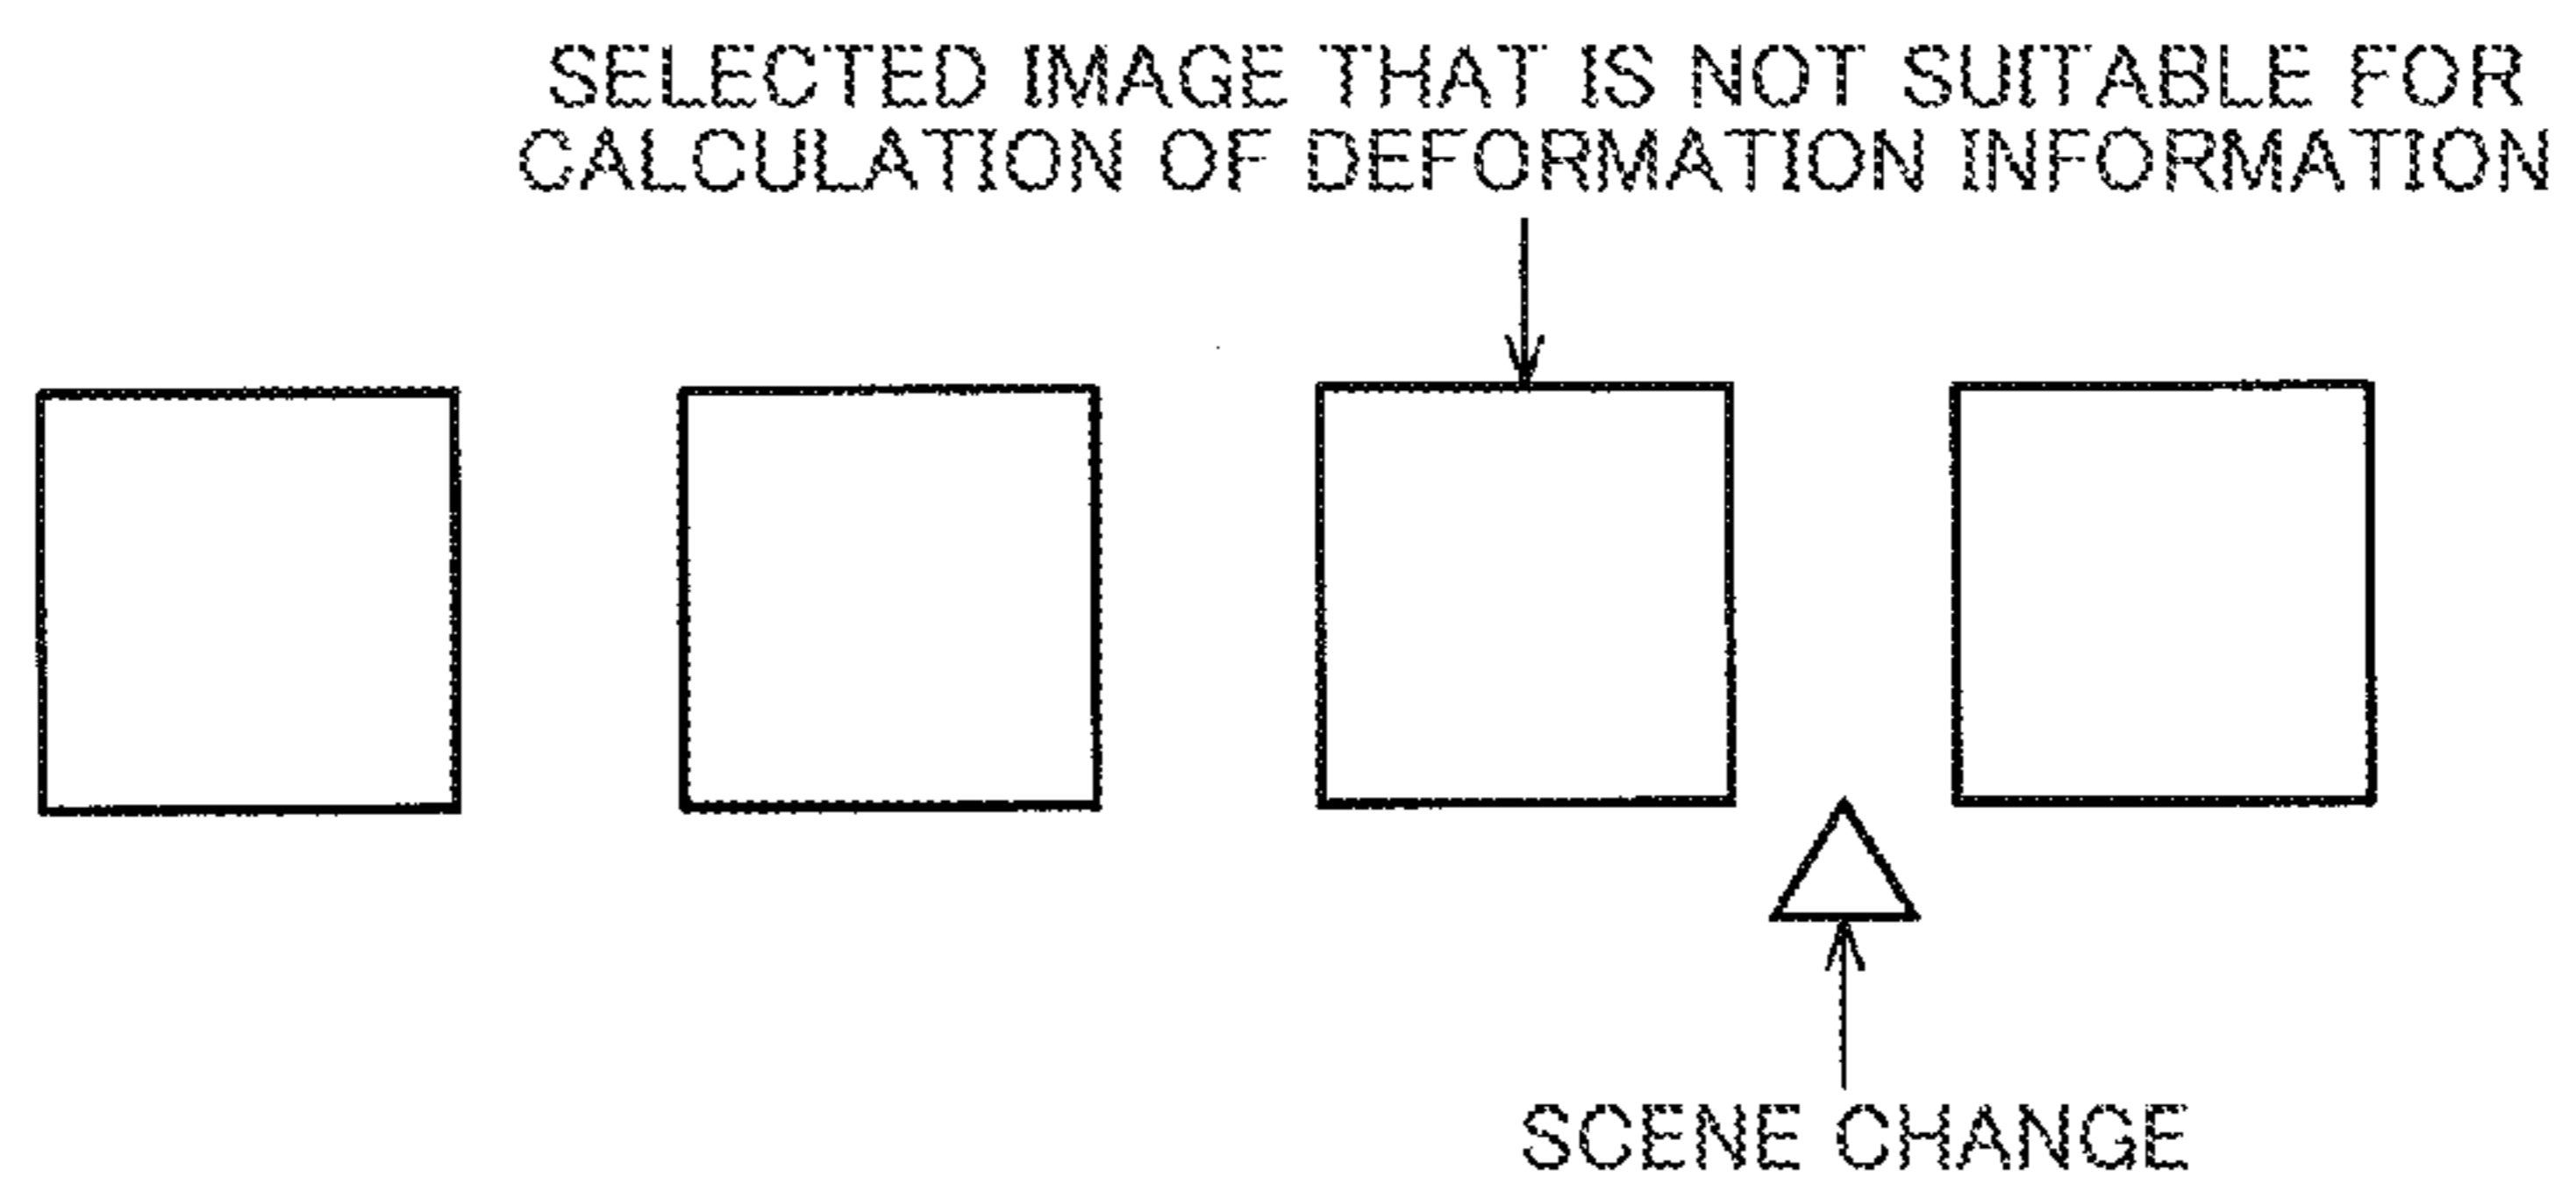 SELECTED IMAGE THAT IS NOT SUITABLE FOR
CALCULATION OF DEFORMATION INFORMATION
SCENE CHANGE